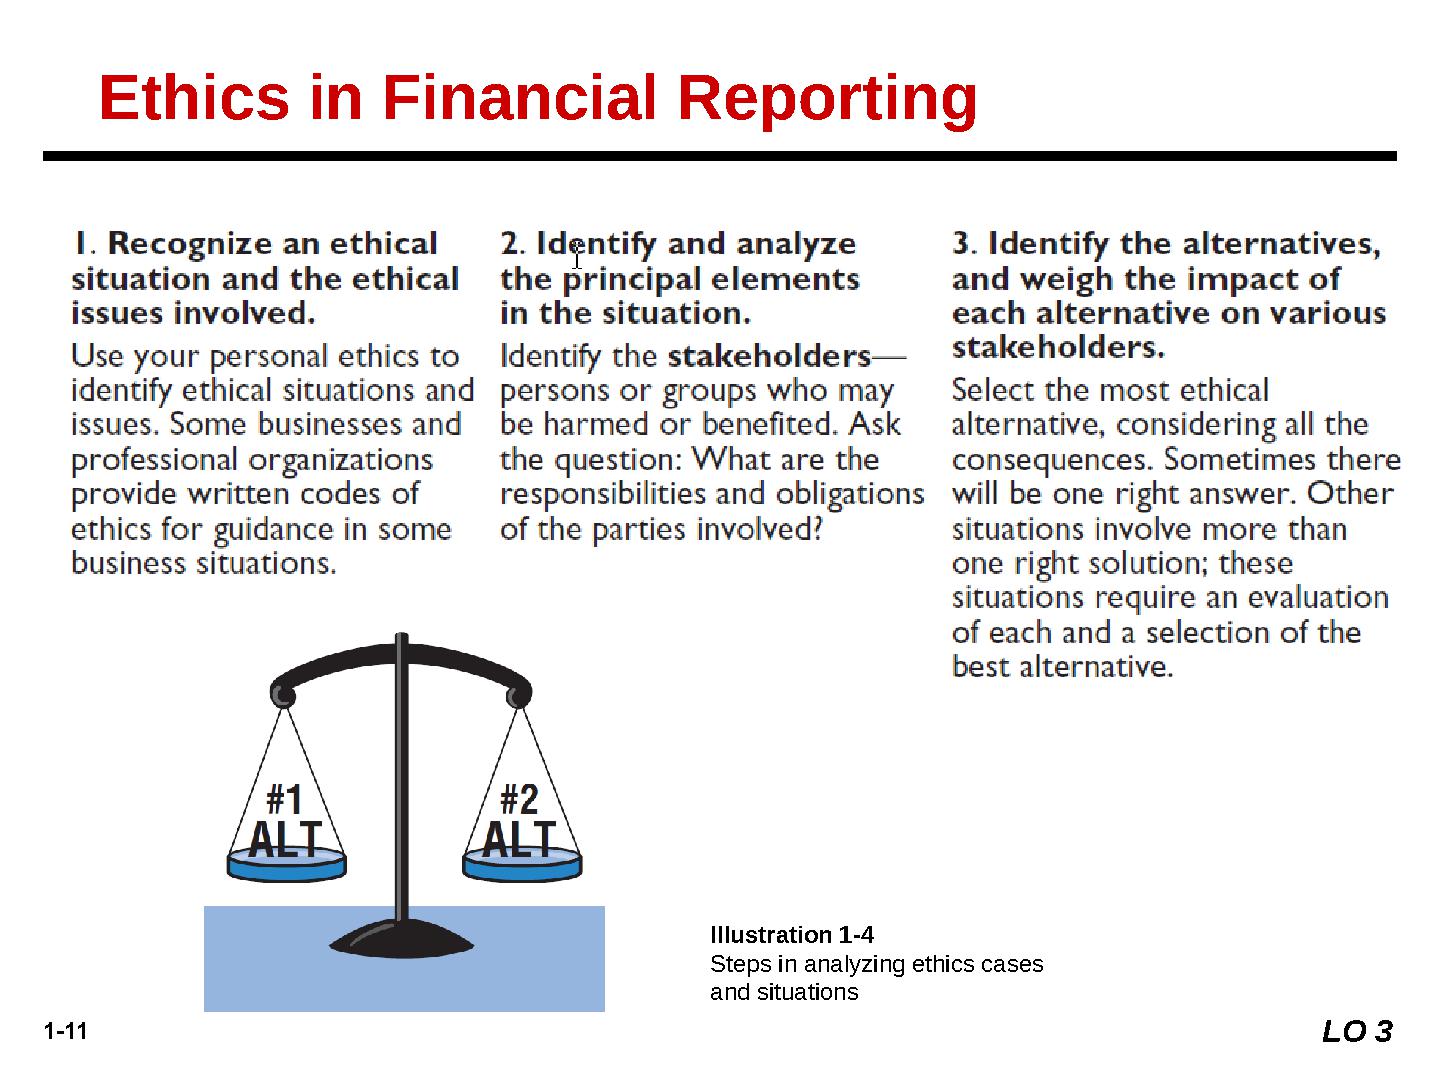 Ethics in Financial Reporting
1. Recognize an ethical
situation and the ethical
issues involved.
Use your personal ethics to
identify ethical situations and
issues. Some businesses and
professional organizations
provide written codes of
ethics for guidance in some
business situations.
2. Identify and analyze
the principal elements
in the situation.
Identify the stakeholders—
persons or groups who may
be harmed or benefited. Ask
the question: What are the
responsibilities and obligations
of the parties involved?
3. Identify the alternatives,
and weigh the impact of
each alternative on various
stakeholders.
Select the most ethical
alternative, considering all the
consequences. Sometimes there
will be one right answer. Other
situations involve more than
one right solution; these
situations require an evaluation
of each and a selection of the
best alternative.
#1
ALT
#2
ALT
Illustration 1-4
Steps in analyzing ethics cases
and situations
1-11
LO 3